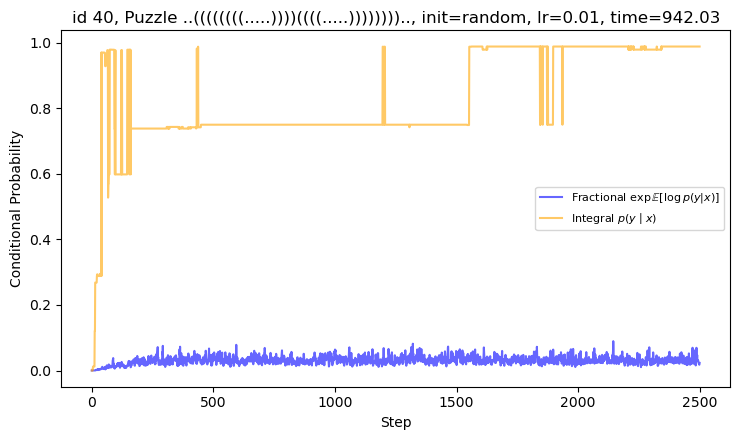 id 40, Puzzle ..((((((((.....))))((((.....)))))))).., init=random, lr=0.01, time=942.03
1.0
0.8
0.6
0.4
0.2
0.0
Conditional Probability
Fractional exp𝔼[log p(y|x)]
Integral p(y | x)
0 500 1000 1500 2000 2500
Step